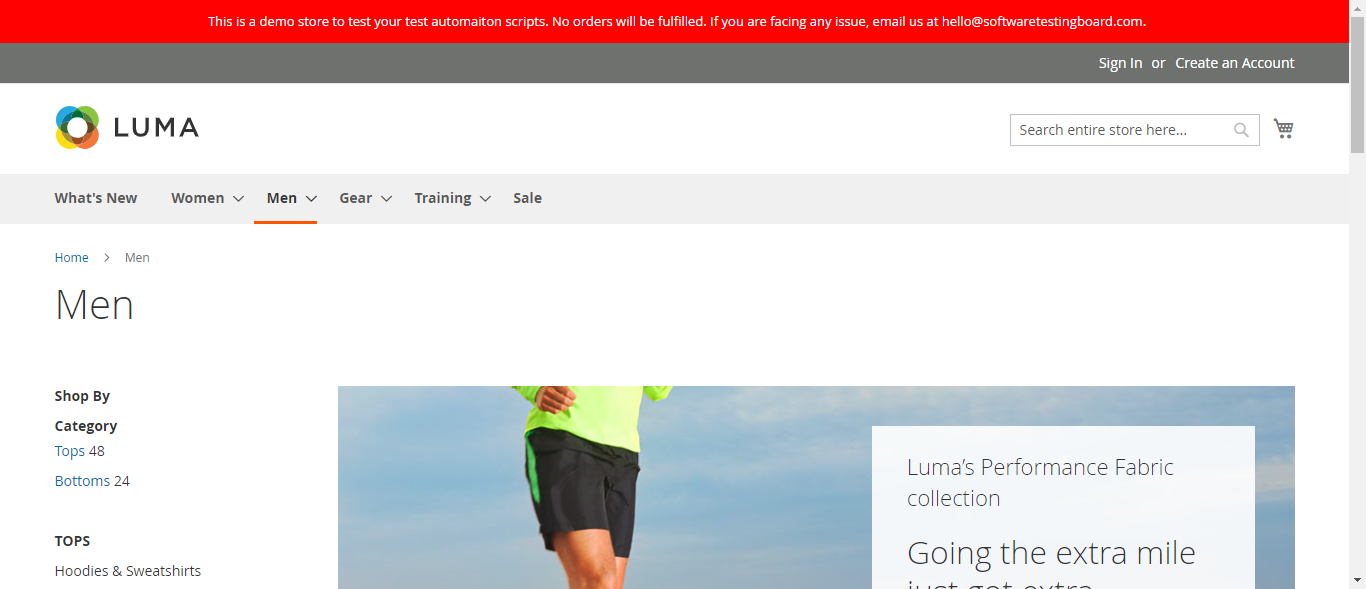 This is a demo store to test your test automaiton scripts. No orders will be fulfilled. If you are facing any issue, email us at hello@softwaretestingboard.com.
Sign In or Create an Account
LUMA
Search entire store here...
What's New Women Men Gear Training Sale
Home > Men
Men
Shop By
Category
Tops 48
Bottoms 24
TOPS
Hoodies & Sweatshirts
Luma’s Performance Fabric
collection
Going the extra mile
just got extra